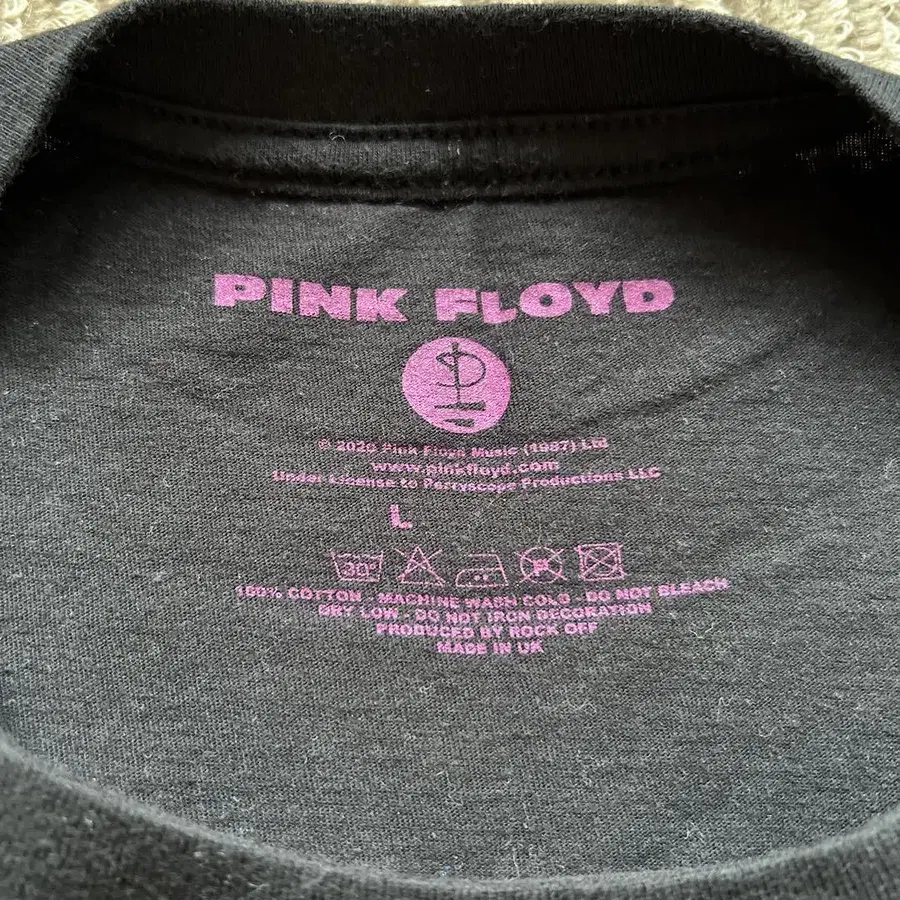 PINK FLOYD
© 2020 Pink Floyd Music (1987) Ltd
www.pinkfloyd.com
Under License to Perryscope Productions LLC
L
30° P
100% COTTON - MACHINE WASH COLD - DO NOT BLEACH
DRY LOW - DO NOT IRON DECORATION
PRODUCED BY ROCK OFF
MADE IN UK